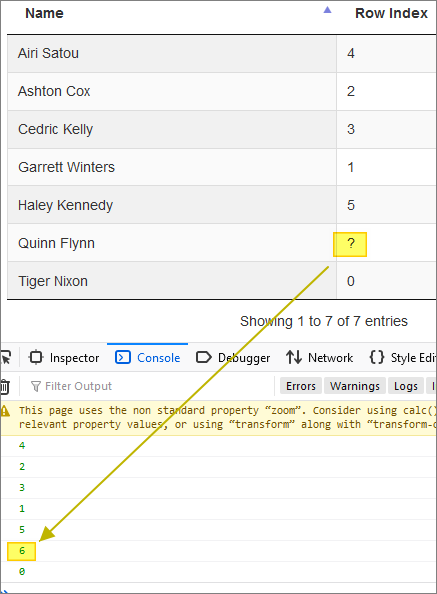 Name Row Index
Airi Satou 4
Ashton Cox 2
Cedric Kelly 3
Garrett Winters 1
Haley Kennedy 5
Quinn Flynn ?
Tiger Nixon 0
Showing 1 to 7 of 7 entries
Inspector Console Debugger Network Style Edi
Filter Output Errors Warnings Logs
This page uses the non standard property “zoom”. Consider using calc()
relevant property values, or using “transform” along with “transform-o
4
2
3
1
5
6
0